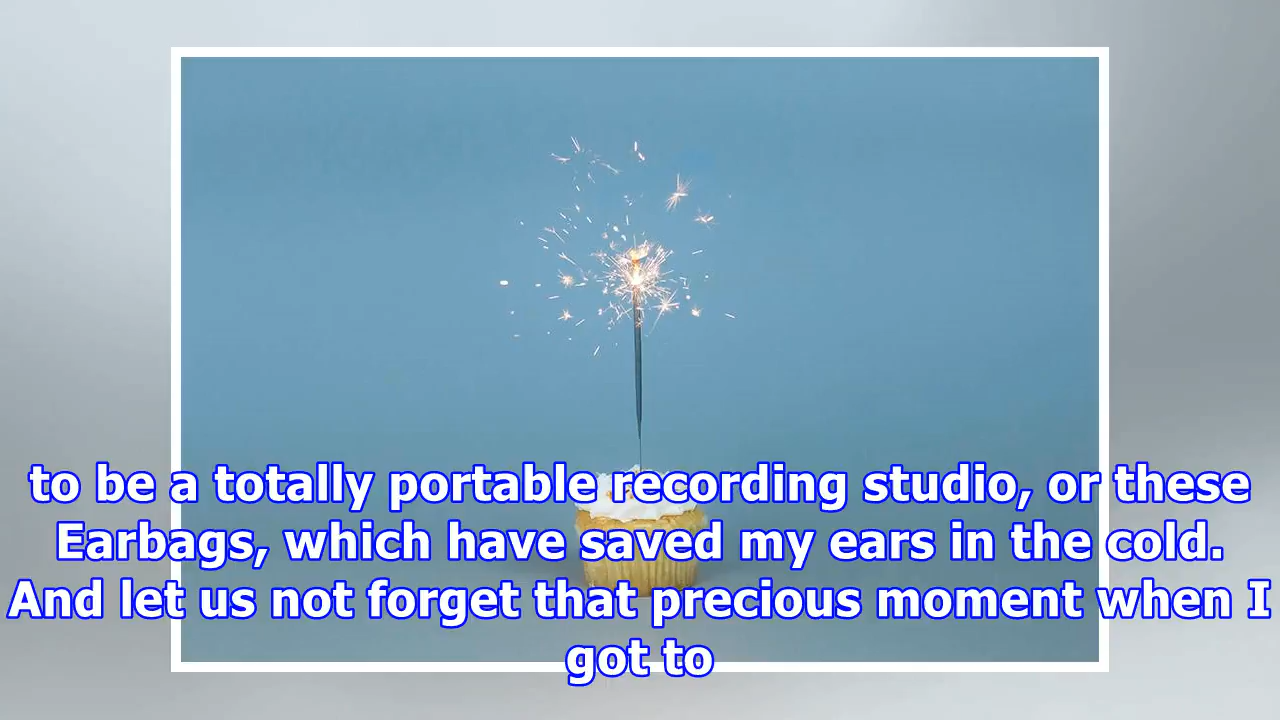 to be a totally portable recording studio, or these
Earbags, which have saved my ears in the cold.
And let us not forget that precious moment when I
got to